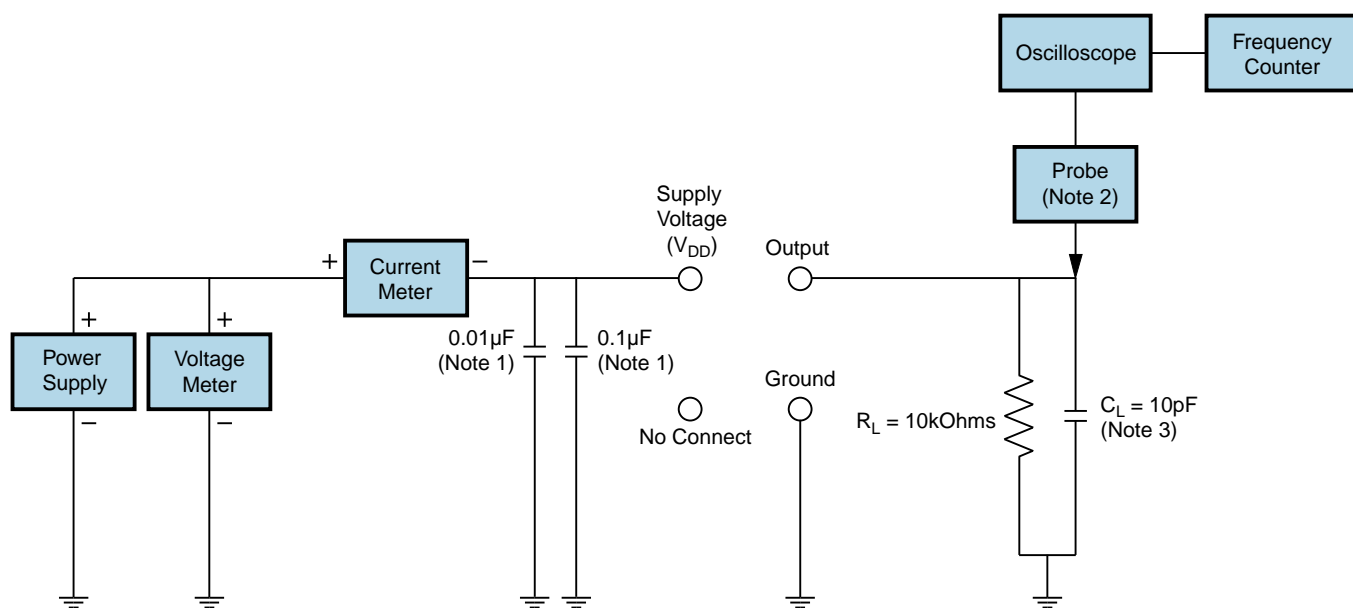 Oscilloscope
Frequency
Counter
Probe
(Note 2)
Supply
Voltage
(V_DD)
Output
+
Current
Meter
−
+
Power
Supply
−
+
Voltage
Meter
−
0.01µF
(Note 1)
0.1µF
(Note 1)
No Connect
Ground
R_L = 10kOhms
C_L = 10pF
(Note 3)